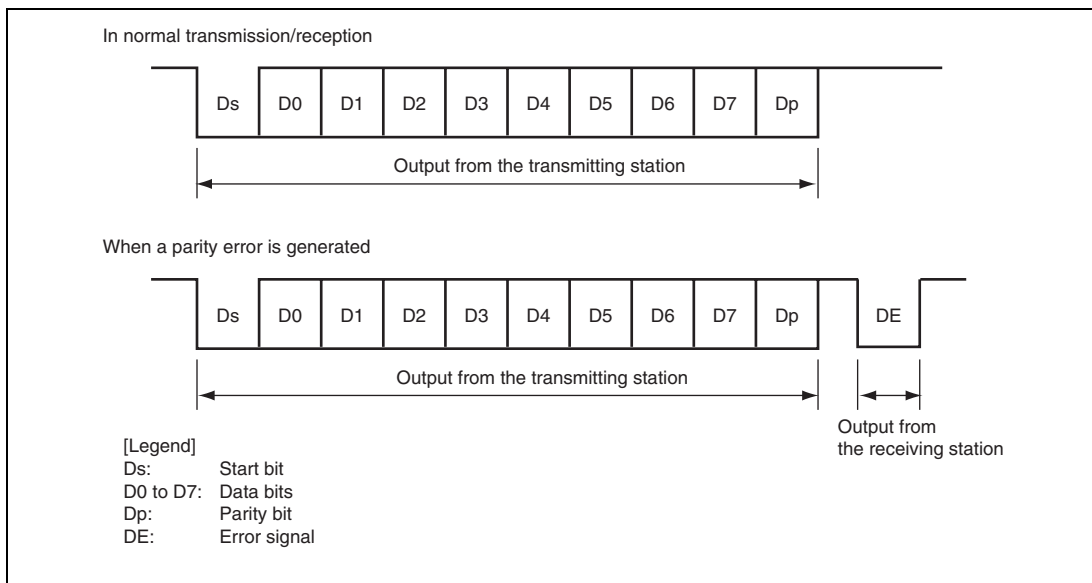 In normal transmission/reception
Ds D0 D1 D2 D3 D4 D5 D6 D7 Dp
Output from the transmitting station
When a parity error is generated
Ds D0 D1 D2 D3 D4 D5 D6 D7 Dp DE
Output from the transmitting station
Output from
the receiving station
[Legend]
Ds: Start bit
D0 to D7: Data bits
Dp: Parity bit
DE: Error signal